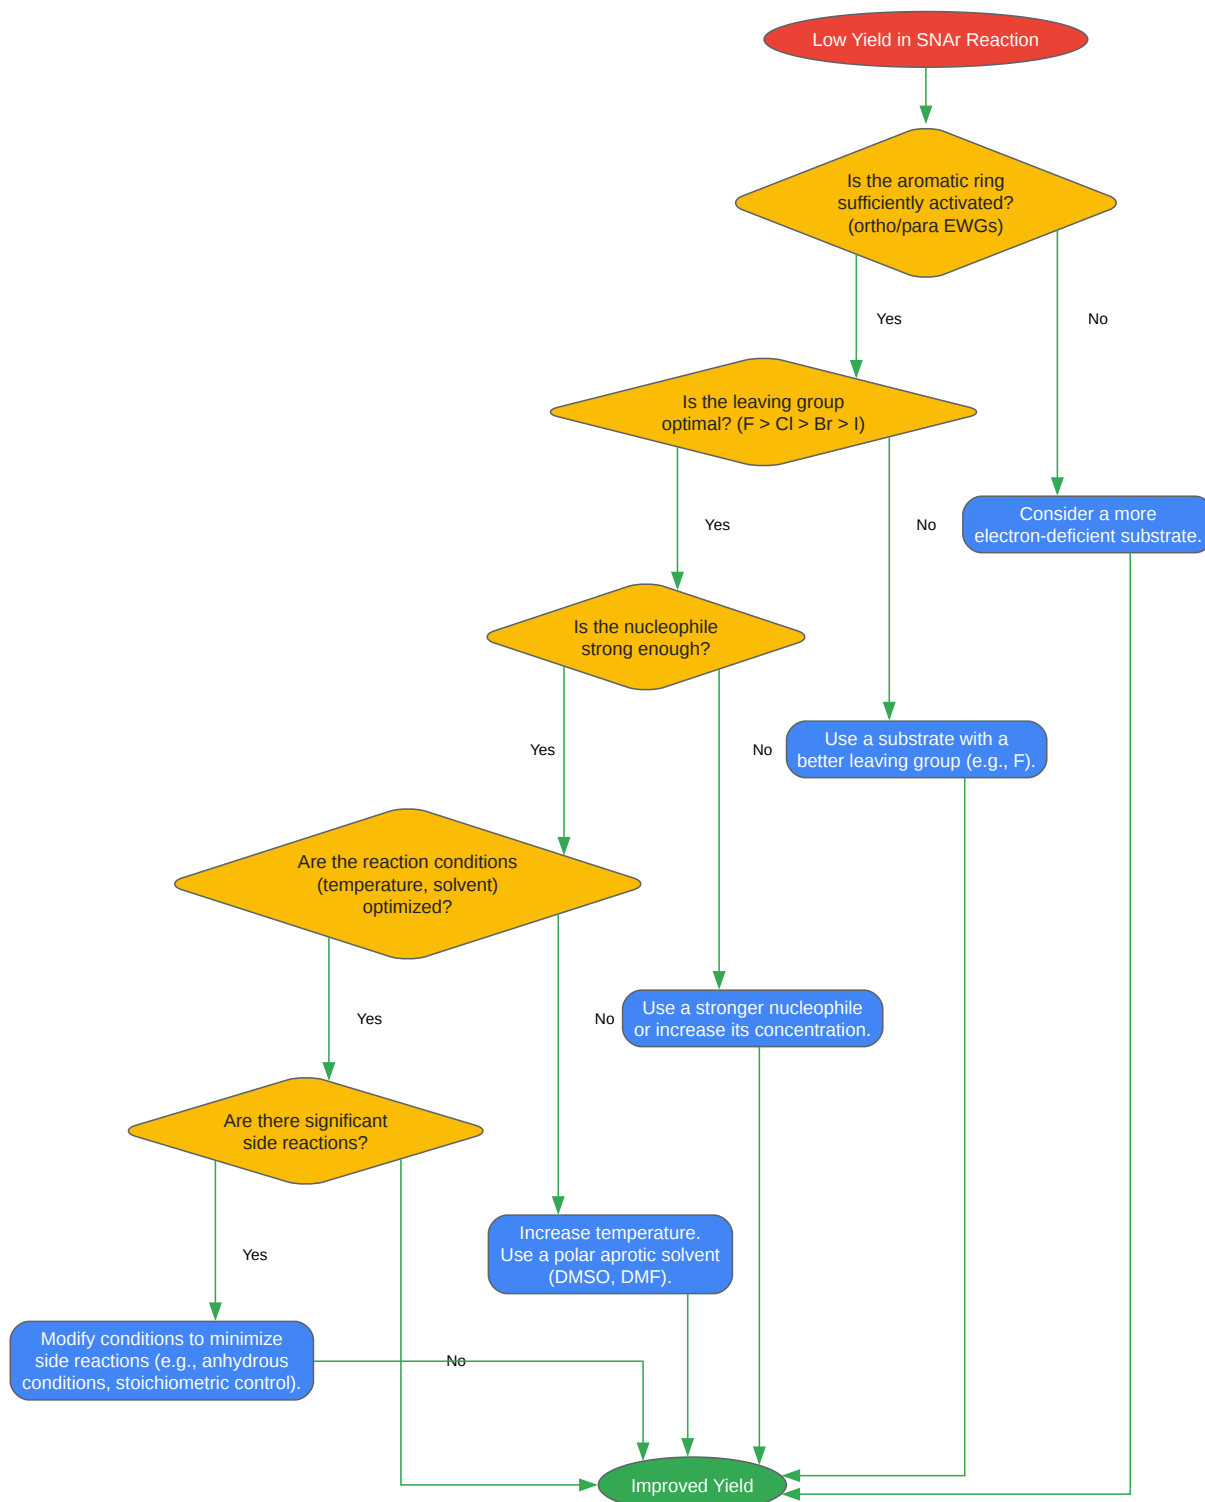 Low Yield in SNAr Reaction
Is the aromatic ring
sufficiently activated?
(ortho/para EWGs)
Yes
No
Is the leaving group
optimal? (F > Cl > Br > I)
Consider a more
electron-deficient substrate.
Yes
No
Is the nucleophile
strong enough?
Use a substrate with a
better leaving group (e.g., F).
Yes
No
Are the reaction conditions
(temperature, solvent)
optimized?
Use a stronger nucleophile
or increase its concentration.
Yes
No
Are there significant
side reactions?
Increase temperature.
Use a polar aprotic solvent
(DMSO, DMF).
Yes
Modify conditions to minimize
side reactions (e.g., anhydrous
conditions, stoichiometric control).
No
Improved Yield